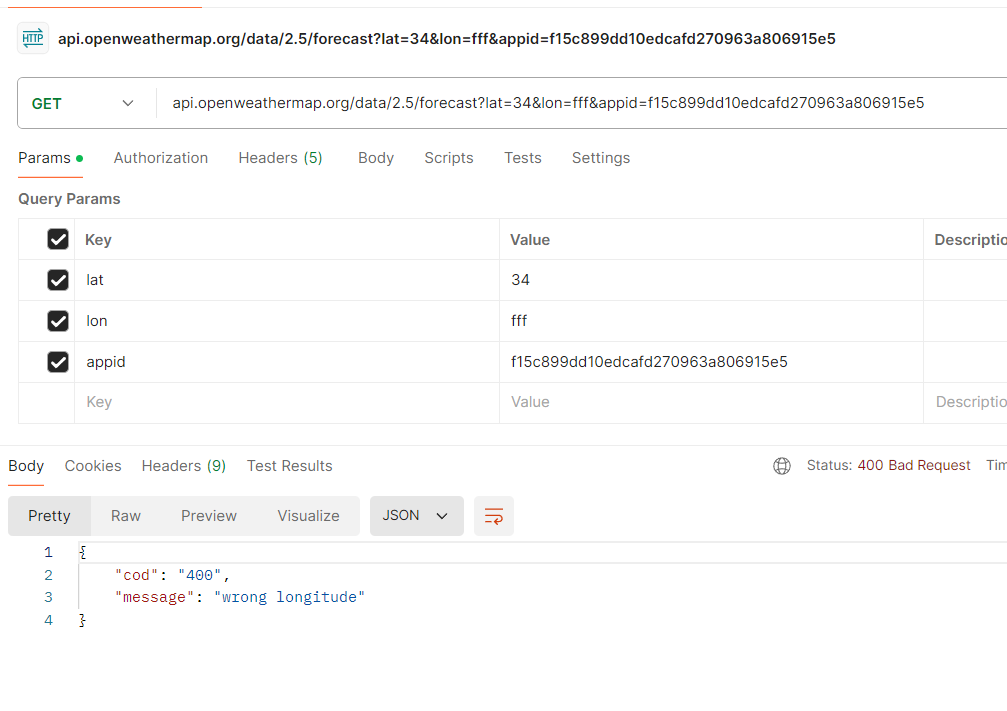 HTTP api.openweathermap.org/data/2.5/forecast?lat=34&lon=fff&appid=f15c899dd10edcafd270963a806915e5
GET api.openweathermap.org/data/2.5/forecast?lat=34&lon=fff&appid=f15c899dd10edcafd270963a806915e5
Params Authorization Headers (5) Body Scripts Tests Settings
Query Params
Key Value Descriptio
lat 34
lon fff
appid f15c899dd10edcafd270963a806915e5
Key Value Descriptio
Body Cookies Headers (9) Test Results Status: 400 Bad Request Tim
Pretty Raw Preview Visualize JSON
1 {
2 "cod": "400",
3 "message": "wrong longitude"
4 }